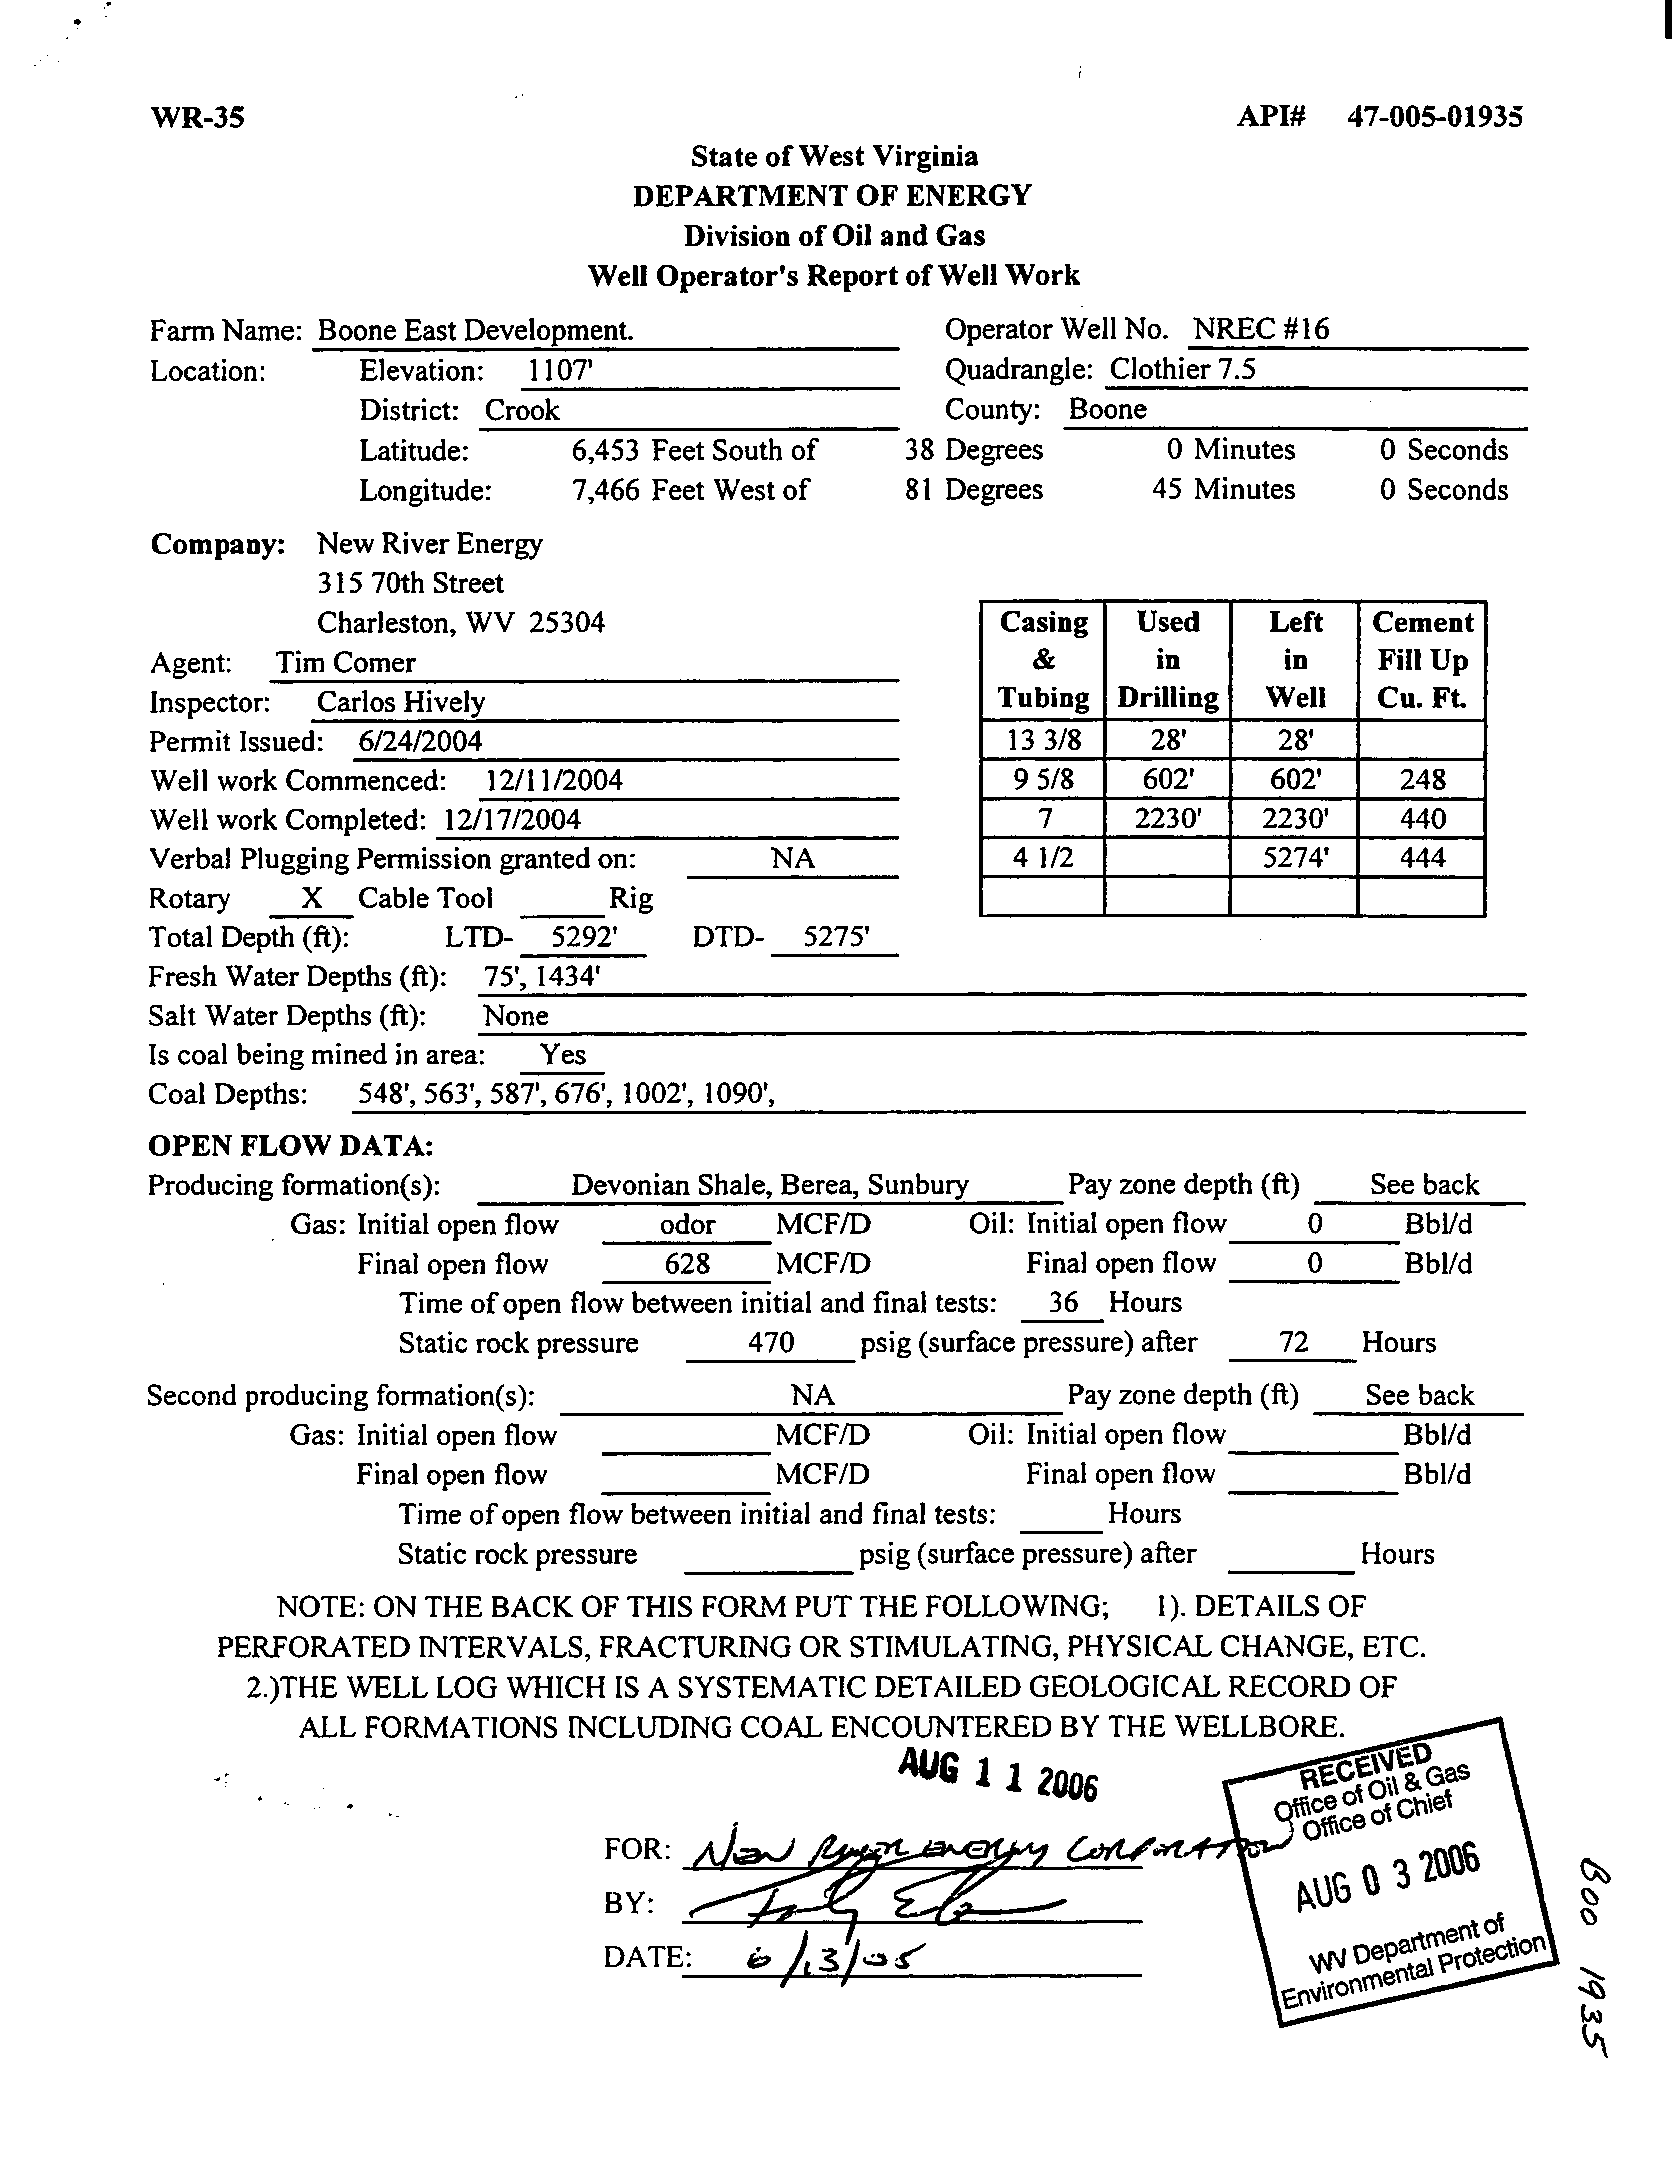 WR-35 API# 47-005-01935
State of West Virginia
DEPARTMENT OF ENERGY
Division of Oil and Gas
Well Operator's Report of Well Work
Farm Name: Boone East Development. Operator Well No. NREC #16
Location: Elevation: 1107' Quadrangle: Clothier 7.5
District: Crook County: Boone
Latitude: 6,453 Feet South of 38 Degrees 0 Minutes 0 Seconds
Longitude: 7,466 Feet West of 81 Degrees 45 Minutes 0 Seconds
Company: New River Energy
315 70th Street
Charleston, WV 25304
Agent: Tim Comer
Inspector: Carlos Hively
Permit Issued: 6/24/2004
Well work Commenced: 12/11/2004
Well work Completed: 12/17/2004
Verbal Plugging Permission granted on: NA
Rotary X Cable Tool Rig
Total Depth (ft): LTD- 5292' DTD- 5275'
Casing Used Left Cement
& in in Fill Up
Tubing Drilling Well Cu. Ft.
13 3/8 28' 28'
9 5/8 602' 602' 248
7 2230' 2230' 440
4 1/2 5274' 444
Fresh Water Depths (ft): 75', 1434'
Salt Water Depths (ft): None
Is coal being mined in area: Yes
Coal Depths: 548', 563', 587', 676', 1002', 1090',
OPEN FLOW DATA:
Producing formation(s): Devonian Shale, Berea, Sunbury Pay zone depth (ft) See back
Gas: Initial open flow odor MCF/D Oil: Initial open flow 0 Bbl/d
Final open flow 628 MCF/D Final open flow 0 Bbl/d
Time of open flow between initial and final tests: 36 Hours
Static rock pressure 470 psig (surface pressure) after 72 Hours
Second producing formation(s): NA Pay zone depth (ft) See back
Gas: Initial open flow MCF/D Oil: Initial open flow Bbl/d
Final open flow MCF/D Final open flow Bbl/d
Time of open flow between initial and final tests: Hours
Static rock pressure psig (surface pressure) after Hours
NOTE: ON THE BACK OF THIS FORM PUT THE FOLLOWING; 1). DETAILS OF
PERFORATED INTERVALS, FRACTURING OR STIMULATING, PHYSICAL CHANGE, ETC.
2.)THE WELL LOG WHICH IS A SYSTEMATIC DETAILED GEOLOGICAL RECORD OF
ALL FORMATIONS INCLUDING COAL ENCOUNTERED BY THE WELLBORE.
AUG 1 1 2006
RECEIVED
Office of Oil & Gas
Office of Chief
AUG 0 3 2006
WV Department of
Environmental Protection
FOR: New River Energy Corporation
BY:
DATE: 6/13/05
Boo 1935